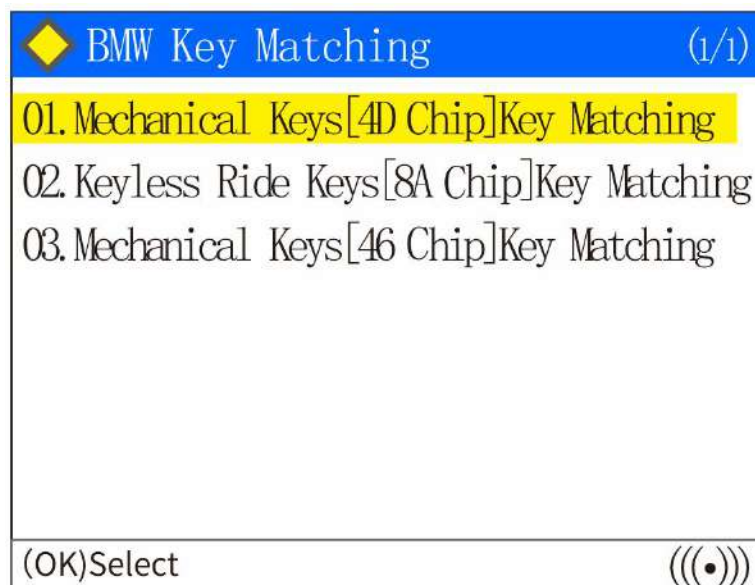 BMW Key Matching (1/1)
01.Mechanical Keys[4D Chip]Key Matching
02.Keyless Ride Keys[8A Chip]Key Matching
03.Mechanical Keys[46 Chip]Key Matching
(OK)Select (((•)))